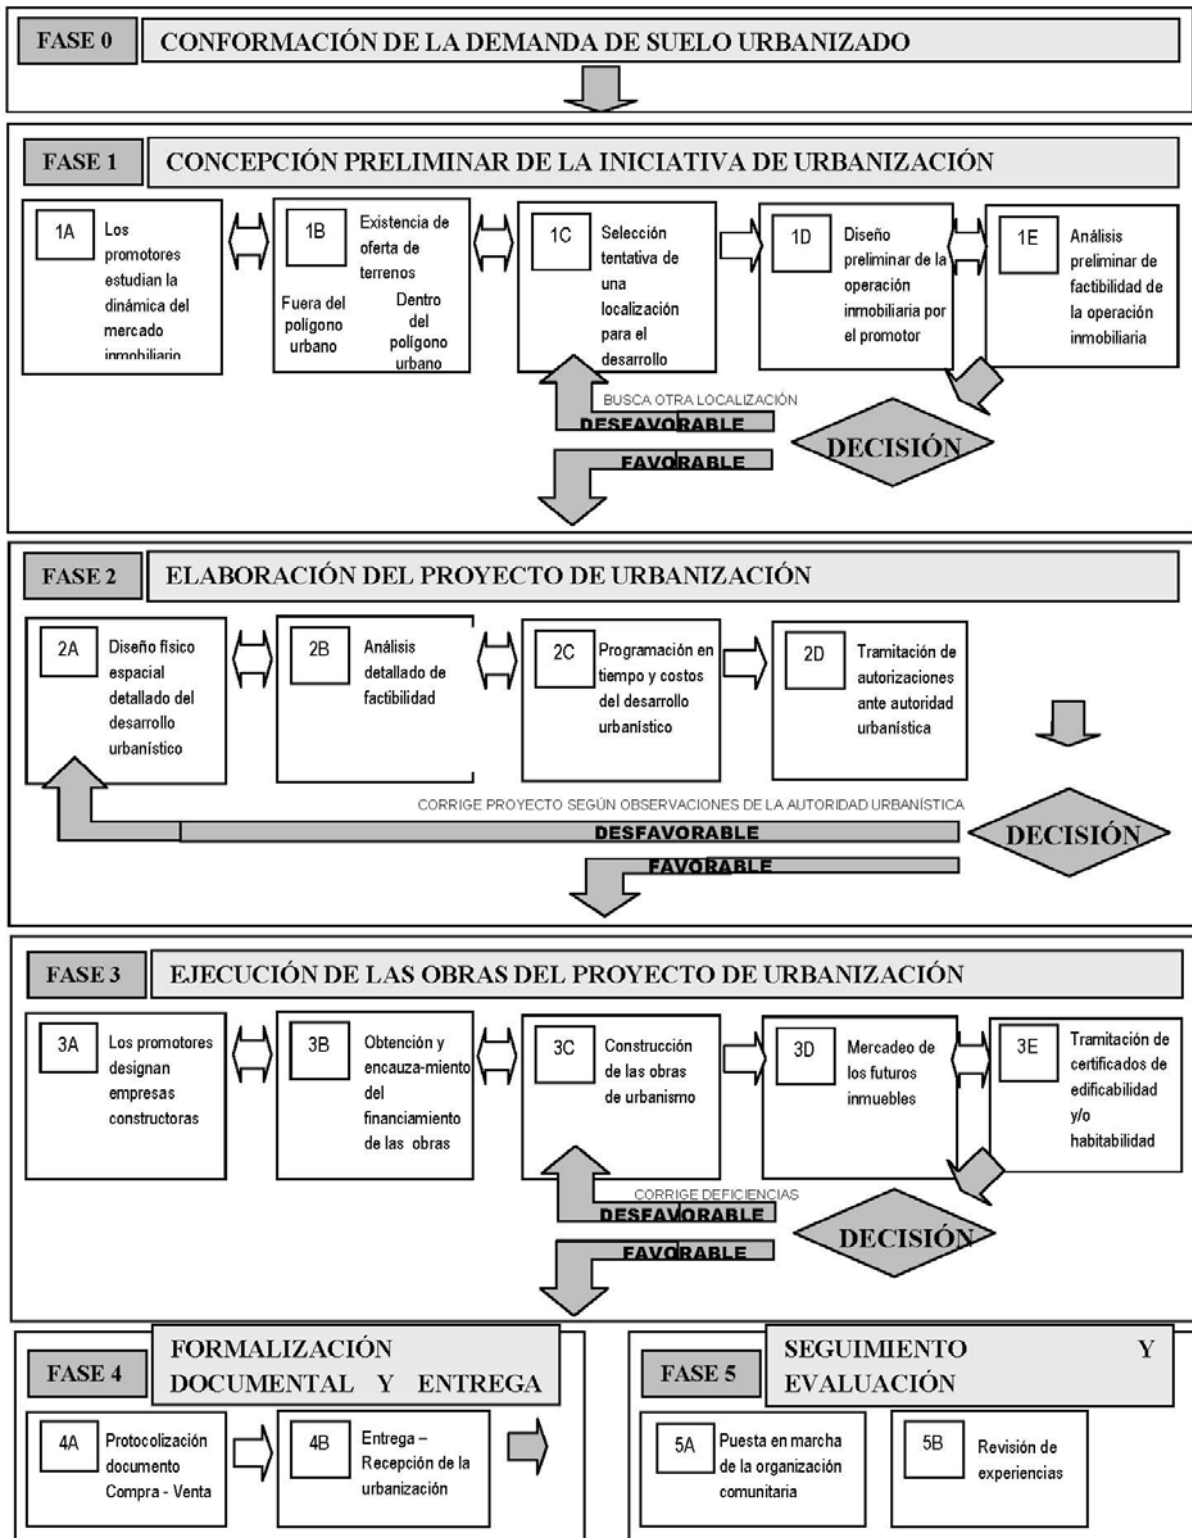 FASE 0
CONFORMACIÓN DE LA DEMANDA DE SUELO URBANIZADO
FASE 1
CONCEPCIÓN PRELIMINAR DE LA INICIATIVA DE URBANIZACIÓN
1A
Los
promotores
estudian la
dinámica del
mercado
inmobiliario
1B
Existencia de
oferta de
terrenos
Fuera del
polígono
urbano
Dentro
del
polígono
urbano
1C
Selección
tentativa de
una
localización
para el
desarrollo
1D
Diseño
preliminar de la
operación
inmobiliaria por
el promotor
1E
Análisis
preliminar de
factibilidad de
la operación
inmobiliaria
BUSCA OTRA LOCALIZACIÓN
DESFAVORABLE
FAVORABLE
DECISIÓN
FASE 2
ELABORACIÓN DEL PROYECTO DE URBANIZACIÓN
2A
Diseño físico
espacial
detallado del
desarrollo
urbanístico
2B
Análisis
detallado de
factibilidad
2C
Programación en
tiempo y costos
del desarrollo
urbanístico
2D
Tramitación de
autorizaciones
ante autoridad
urbanística
CORRIGE PROYECTO SEGÚN OBSERVACIONES DE LA AUTORIDAD URBANÍSTICA
DESFAVORABLE
FAVORABLE
DECISIÓN
FASE 3
EJECUCIÓN DE LAS OBRAS DEL PROYECTO DE URBANIZACIÓN
3A
Los promotores
designan
empresas
constructoras
3B
Obtención y
encauza-miento
del
financiamiento
de las obras
3C
Construcción
de las obras
de urbanismo
3D
Mercadeo de
los futuros
inmuebles
3E
Tramitación de
certificados de
edificabilidad
y/o
habitabilidad
CORRIGE DEFICIENCIAS
DESFAVORABLE
FAVORABLE
DECISIÓN
FASE 4
FORMALIZACIÓN
DOCUMENTAL Y ENTREGA
4A
Protocolización
documento
Compra - Venta
4B
Entrega –
Recepción de la
urbanización
FASE 5
SEGUIMIENTO Y
EVALUACIÓN
5A
Puesta en marcha
de la organización
comunitaria
5B
Revisión de
experiencias